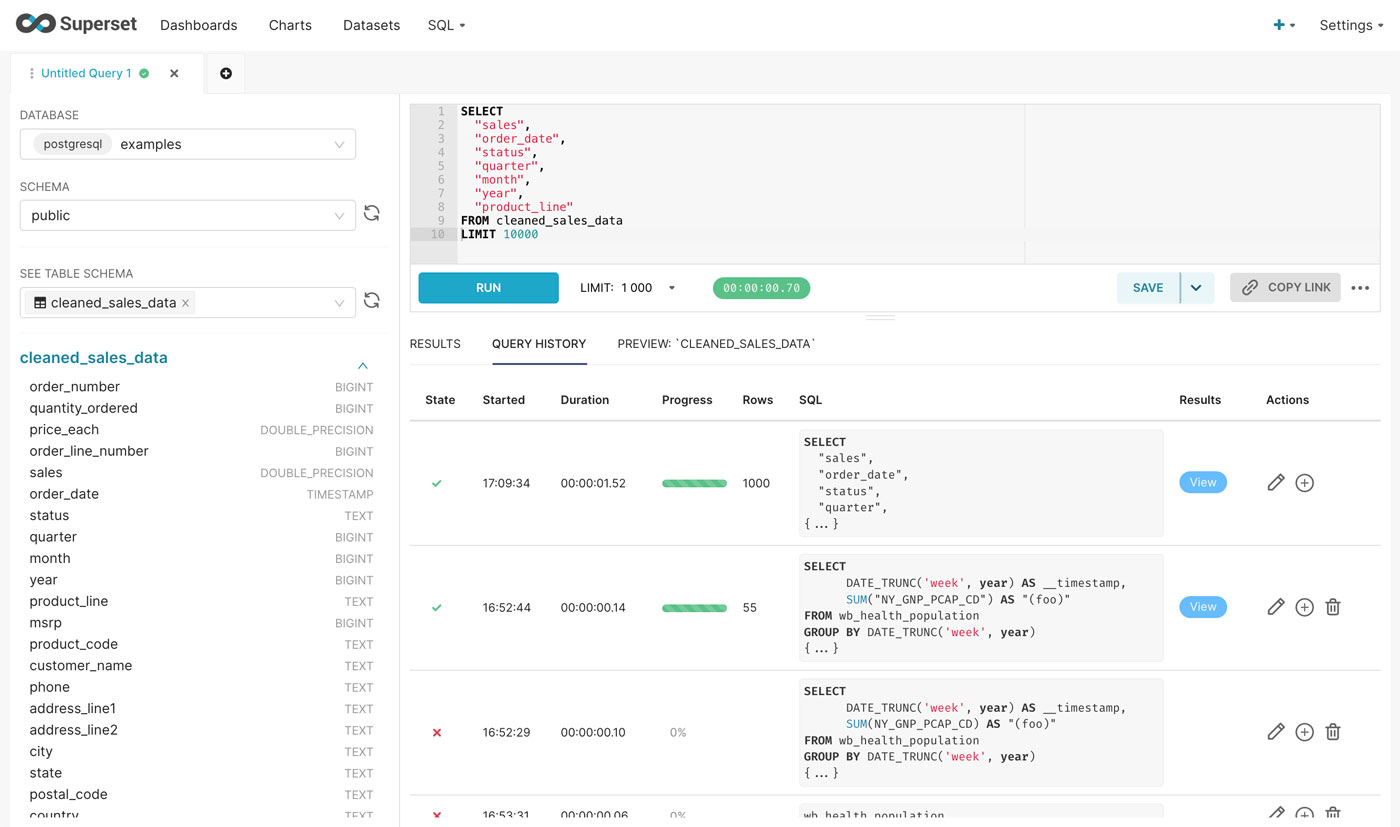 Superset Dashboards Charts Datasets SQL + Settings
Untitled Query 1
DATABASE
postgresql examples
SCHEMA
public
SEE TABLE SCHEMA
cleaned_sales_data
cleaned_sales_data
order_number BIGINT
quantity_ordered BIGINT
price_each DOUBLE_PRECISION
order_line_number BIGINT
sales DOUBLE_PRECISION
order_date TIMESTAMP
status TEXT
quarter BIGINT
month BIGINT
year BIGINT
product_line TEXT
msrp BIGINT
product_code TEXT
customer_name TEXT
phone TEXT
address_line1 TEXT
address_line2 TEXT
city TEXT
state TEXT
postal_code TEXT
country TEXT
1 SELECT
2 "sales",
3 "order_date",
4 "status",
5 "quarter",
6 "month",
7 "year",
8 "product_line"
9 FROM cleaned_sales_data
10 LIMIT 10000
RUN LIMIT: 1 000 00:00:00.70 SAVE COPY LINK
RESULTS QUERY HISTORY PREVIEW: `CLEANED_SALES_DATA`
State Started Duration Progress Rows SQL Results Actions
17:09:34 00:00:01.52 1000
SELECT
"sales",
"order_date",
"status",
"quarter",
{...}
View
16:52:44 00:00:00.14 55
SELECT
DATE_TRUNC('week', year) AS __timestamp,
SUM("NY_GNP_PCAP_CD") AS "(foo)"
FROM wb_health_population
GROUP BY DATE_TRUNC('week', year)
{...}
View
16:52:29 00:00:00.10 0%
SELECT
DATE_TRUNC('week', year) AS __timestamp,
SUM(NY_GNP_PCAP_CD) AS "(foo)"
FROM wb_health_population
GROUP BY DATE_TRUNC('week', year)
{...}
16:53:31 00:00:00.06 0%
wb_health_population